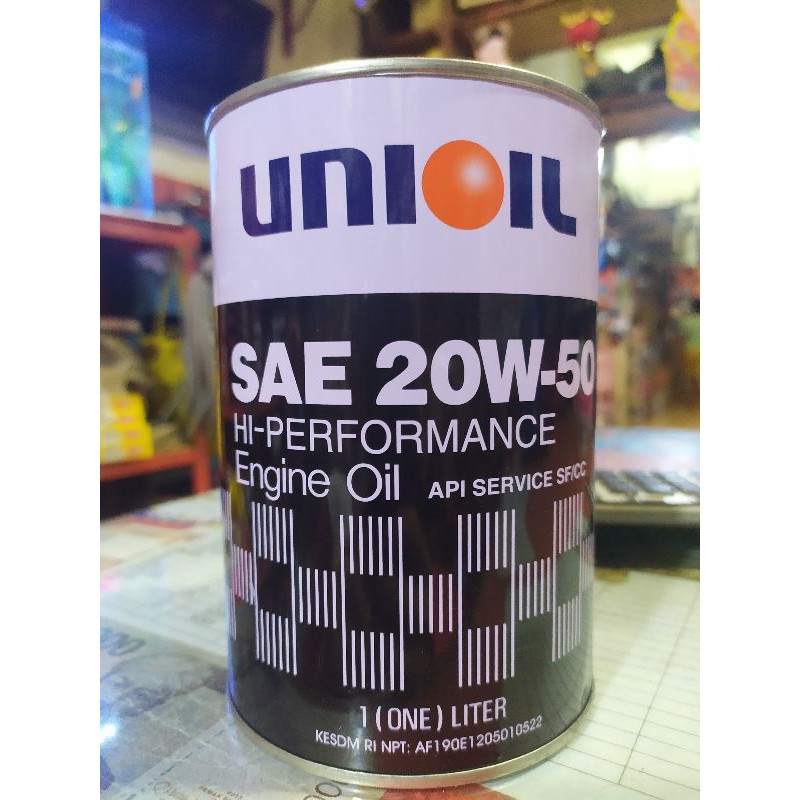 UNIOIL
SAE 20W-50
HI-PERFORMANCE
Engine Oil API SERVICE SF/CC
1 (ONE) LITER
KESDM RI NPT: AF190E1205010522